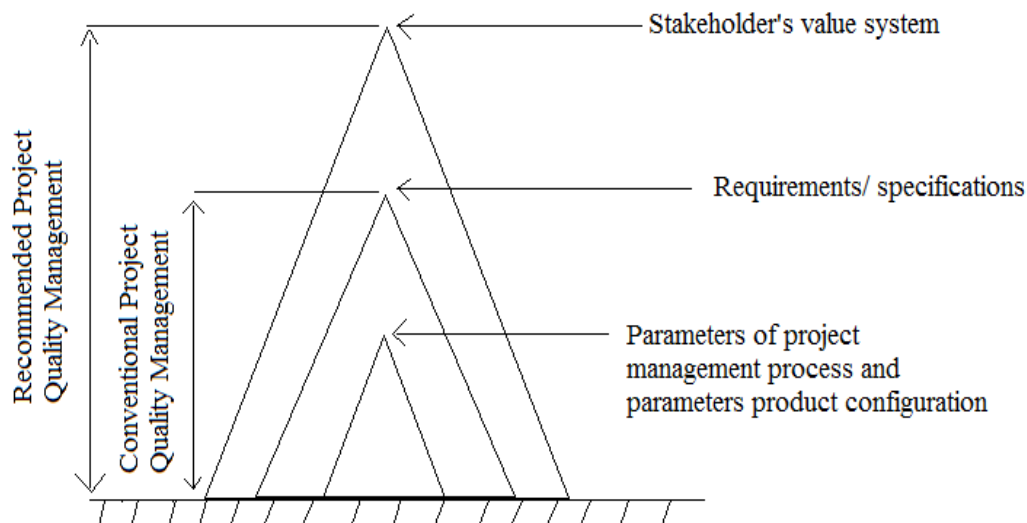 Stakeholder's value system
Requirements/ specifications
Parameters of project
management process and
parameters product configuration
Recommended Project
Quality Management
Conventional Project
Quality Management